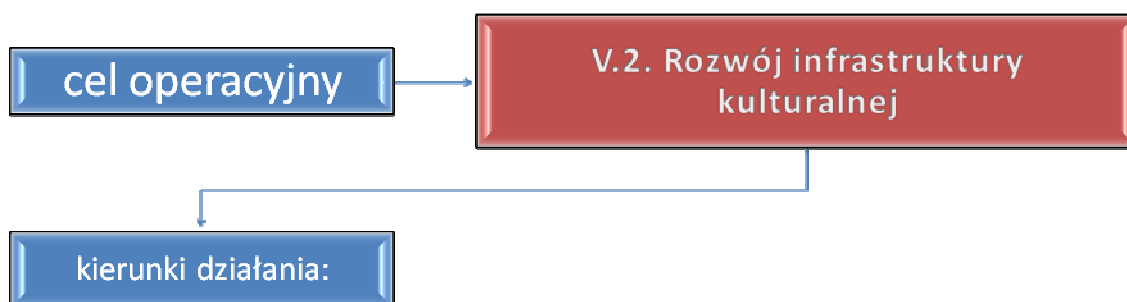 cel operacyjny
V.2. Rozwój infrastruktury
kulturalnej
kierunki działania: